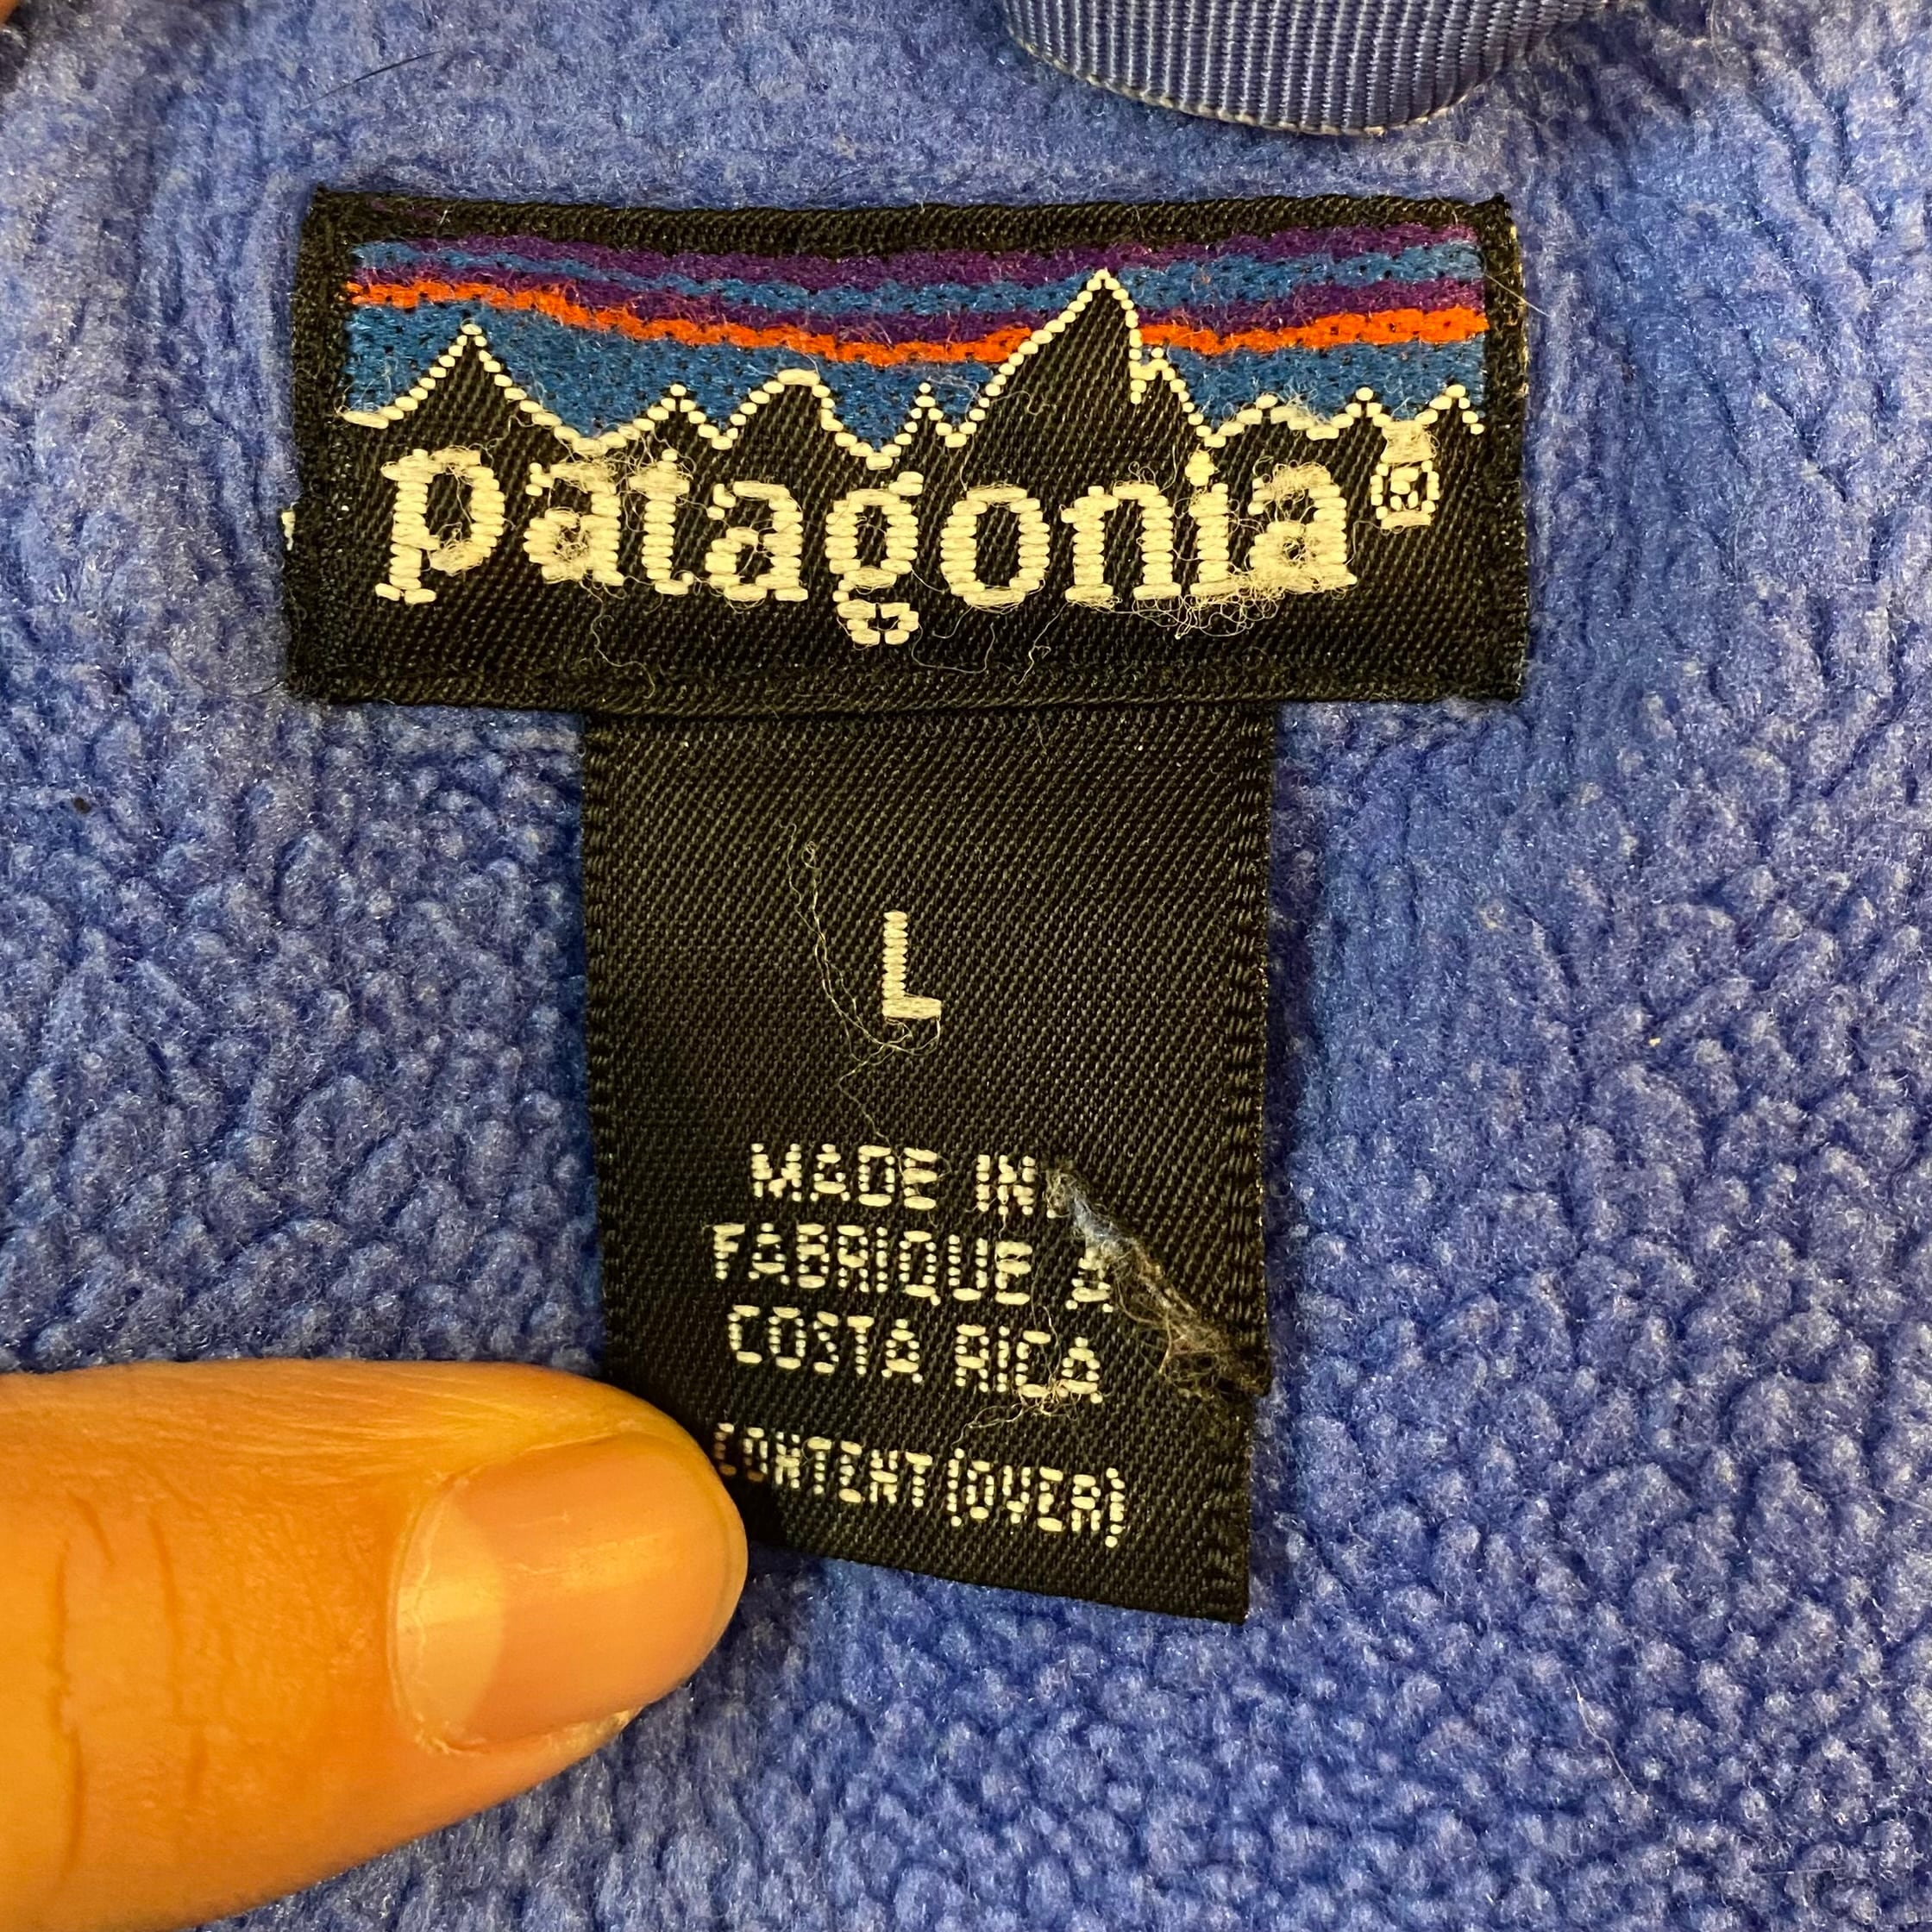 patagonia®
L
MADE IN
FABRIQUE A
COSTA RICA
CONTENT (OVER)